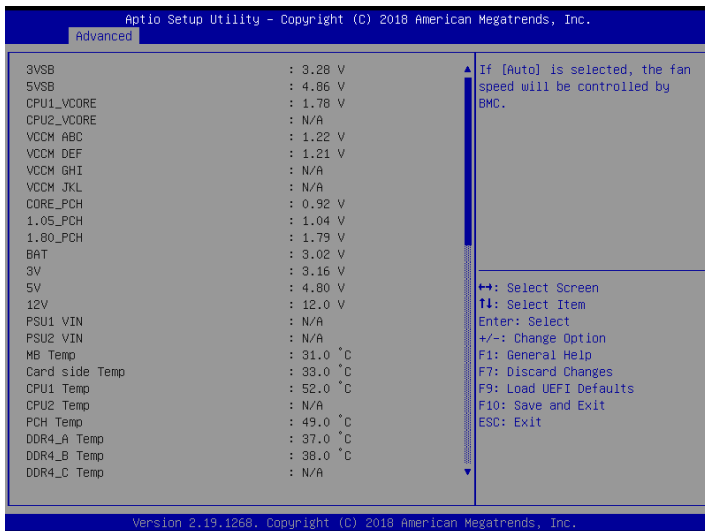 Aptio Setup Utility – Copyright (C) 2018 American Megatrends, Inc.
Advanced
3VSB : 3.28 V
5VSB : 4.86 V
CPU1_VCORE : 1.78 V
CPU2_VCORE : N/A
VCCM ABC : 1.22 V
VCCM DEF : 1.21 V
VCCM GHI : N/A
VCCM JKL : N/A
CORE_PCH : 0.92 V
1.05_PCH : 1.04 V
1.80_PCH : 1.79 V
BAT : 3.02 V
3V : 3.16 V
5V : 4.80 V
12V : 12.0 V
PSU1 VIN : N/A
PSU2 VIN : N/A
MB Temp : 31.0 °C
Card side Temp : 33.0 °C
CPU1 Temp : 52.0 °C
CPU2 Temp : N/A
PCH Temp : 49.0 °C
DDR4_A Temp : 37.0 °C
DDR4_B Temp : 38.0 °C
DDR4_C Temp : N/A
If [Auto] is selected, the fan
speed will be controlled by
BMC.
↔: Select Screen
↑↓: Select Item
Enter: Select
+/-: Change Option
F1: General Help
F7: Discard Changes
F9: Load UEFI Defaults
F10: Save and Exit
ESC: Exit
Version 2.19.1268. Copyright (C) 2018 American Megatrends, Inc.